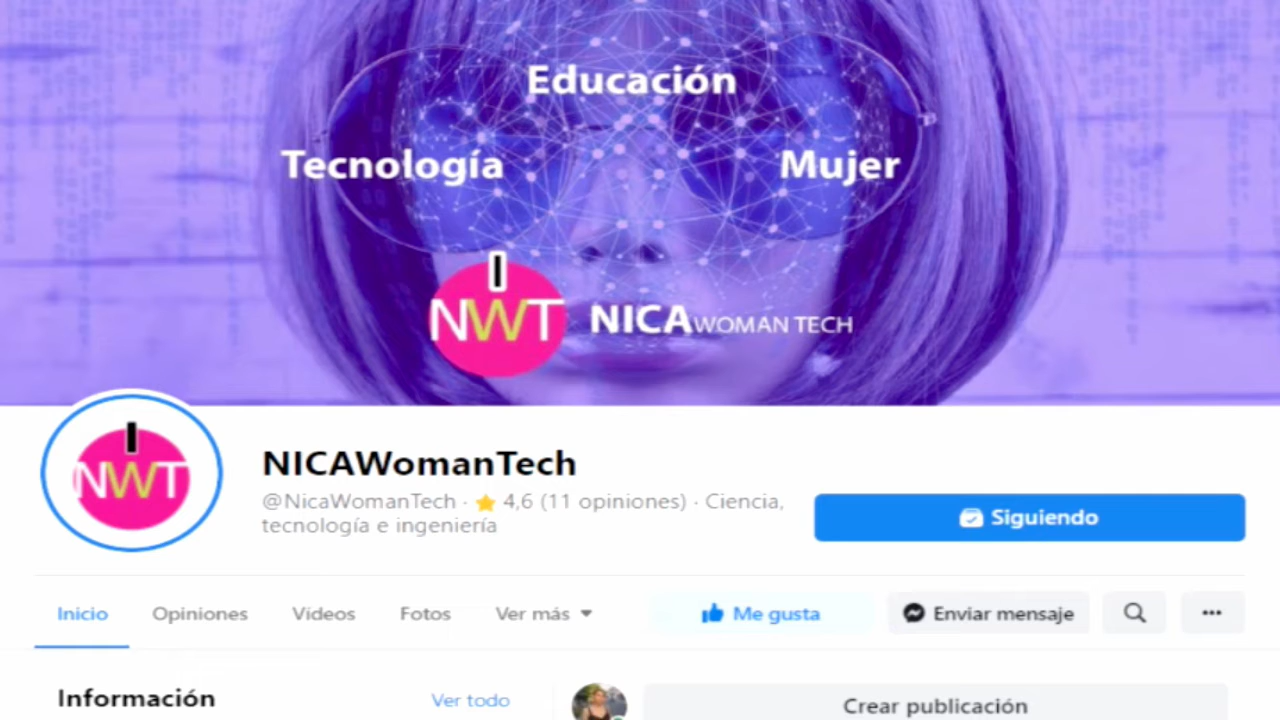 Educación
Tecnología
Mujer
NWT
NICAWOMAN TECH
NWT
NICAWomanTech
@NicaWomanTech · 4,6 (11 opiniones) · Ciencia,
tecnología e ingeniería
Siguiendo
Inicio
Opiniones
Videos
Fotos
Ver más
Me gusta
Enviar mensaje
Información
Ver todo
Crear publicación